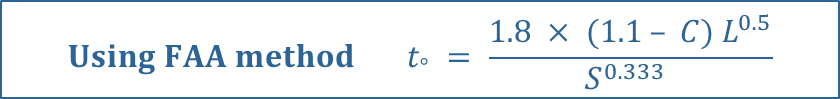 Using FAA method t° = 1.8 × (1.1 – C) L^0.5 / S^0.333